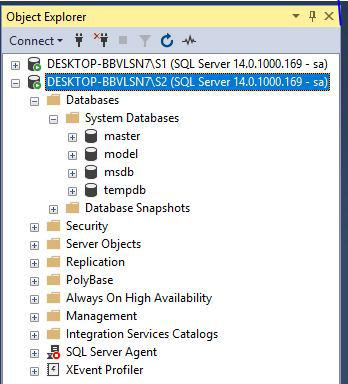 Object Explorer
Connect
DESKTOP-BBVLSN7\S1 (SQL Server 14.0.1000.169 - sa)
DESKTOP-BBVLSN7\S2 (SQL Server 14.0.1000.169 - sa)
Databases
System Databases
master
model
msdb
tempdb
Database Snapshots
Security
Server Objects
Replication
PolyBase
Always On High Availability
Management
Integration Services Catalogs
SQL Server Agent
XEvent Profiler